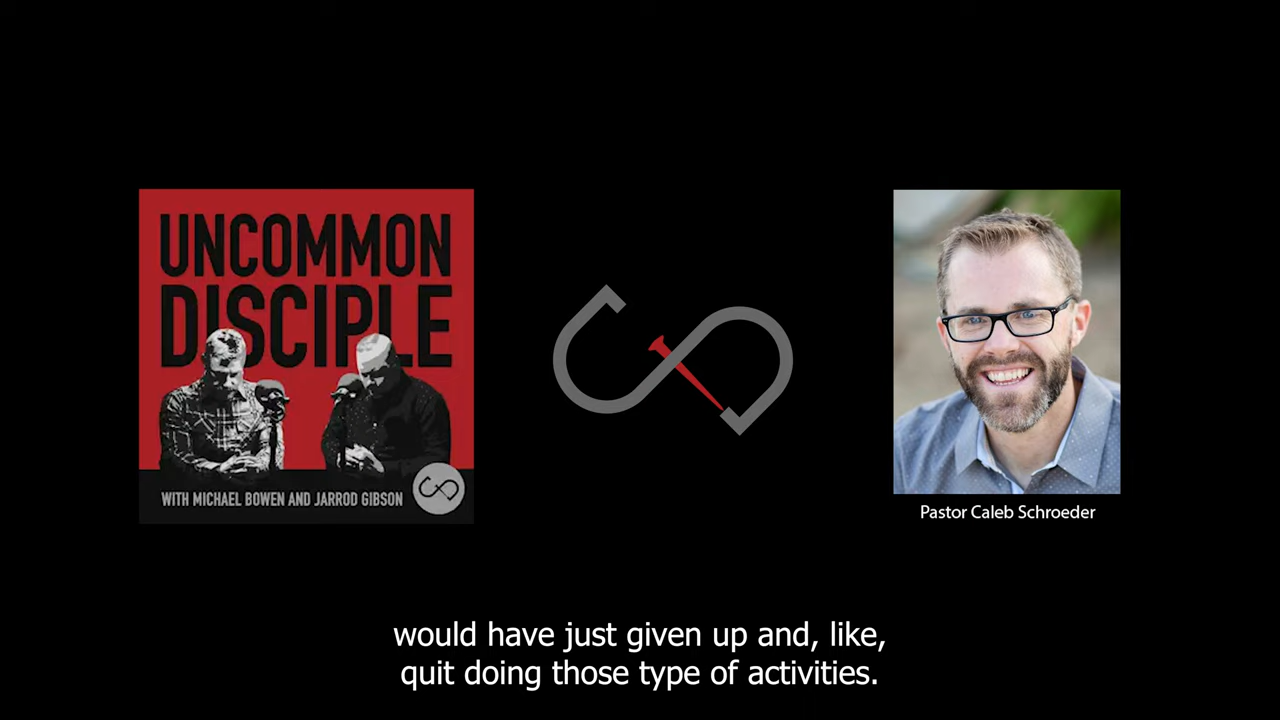 UNCOMMON
DISCIPLE
WITH MICHAEL BOWEN AND JARROD GIBSON
Pastor Caleb Schroeder
would have just given up and, like,
quit doing those type of activities.